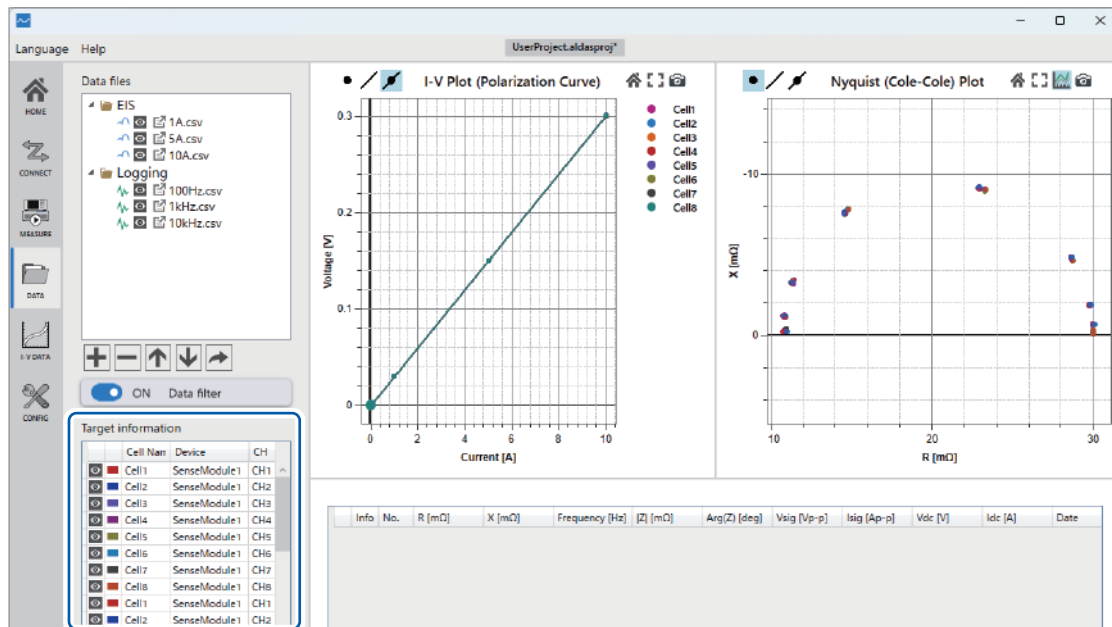 Language Help
UserProject.aldasproj*
HOME
CONNECT
MEASURE
DATA
I-V DATA
CONFIG
Data files
EIS
1A.csv
5A.csv
10A.csv
Logging
100Hz.csv
1kHz.csv
10kHz.csv
ON Data filter
Target information
Cell Nan Device CH
Cell1 SenseModule1 CH1
Cell2 SenseModule1 CH2
Cell3 SenseModule1 CH3
Cell4 SenseModule1 CH4
Cell5 SenseModule1 CH5
Cell6 SenseModule1 CH6
Cell7 SenseModule1 CH7
Cell8 SenseModule1 CH8
Cell1 SenseModule1 CH1
Cell2 SenseModule1 CH2
I-V Plot (Polarization Curve)
Voltage [V]
0.3
0.2
0.1
0
0 2 4 6 8 10
Current [A]
Cell1
Cell2
Cell3
Cell4
Cell5
Cell6
Cell7
Cell8
Nyquist (Cole-Cole) Plot
X [mΩ]
-10
0
10 20 30
R [mΩ]
Info No. R [mΩ] X [mΩ] Frequency [Hz] |Z| [mΩ] Arg(Z) [deg] Vsig [Vp-p] Isig [Ap-p] Vdc [V] Idc [A] Date